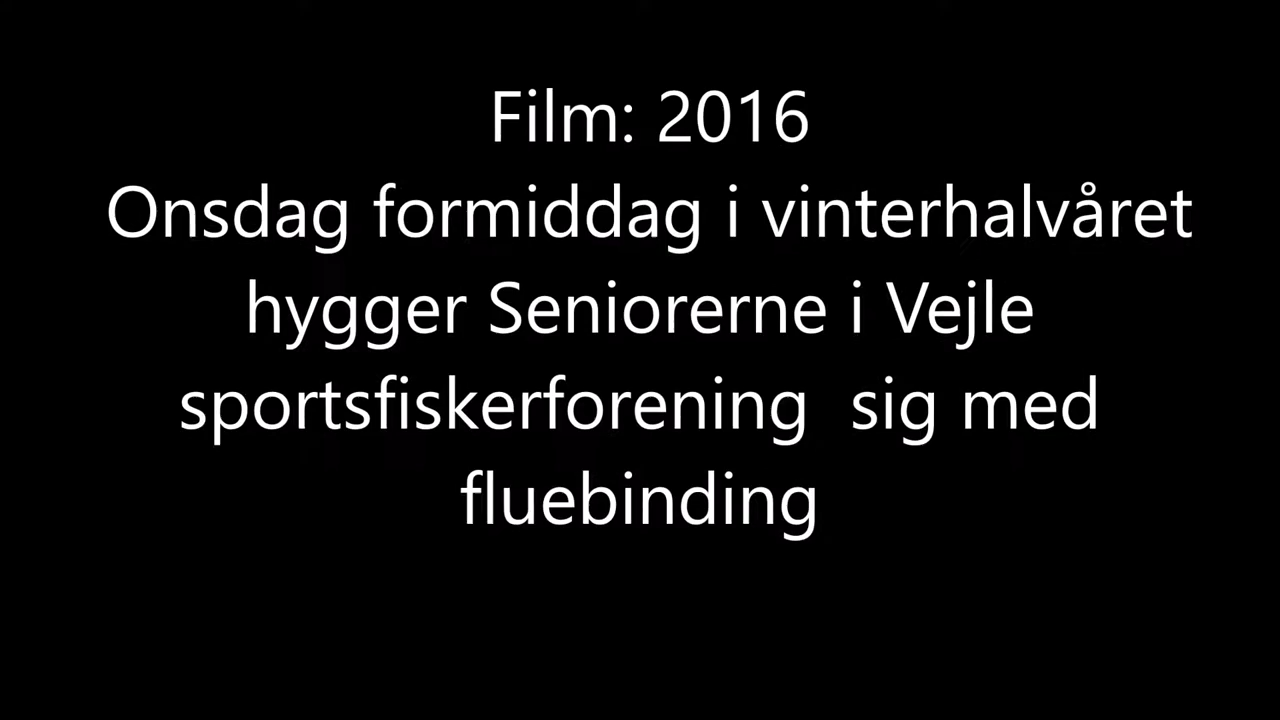 Film: 2016
Onsdag formiddag i vinterhalvåret
hygger Seniorerne i Vejle
sportsfiskerforening  sig med
fluebinding